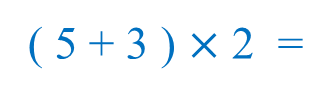 ( 5 + 3 ) × 2 =